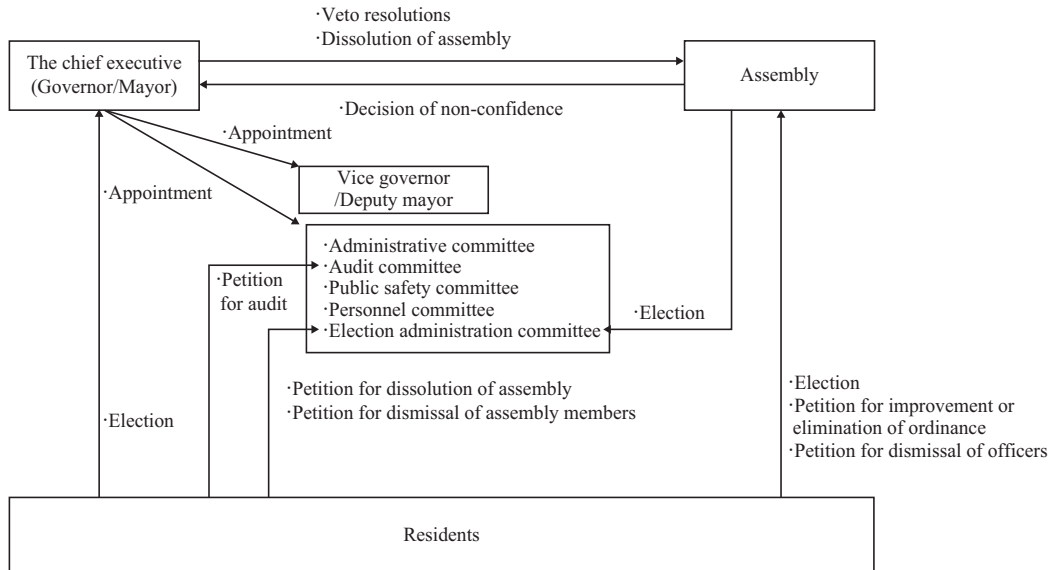 ·Veto resolutions
·Dissolution of assembly
The chief executive
(Governor/Mayor)
Assembly
·Decision of non-confidence
·Appointment
·Appointment
Vice governor
/Deputy mayor
·Administrative committee
·Audit committee
·Public safety committee
·Personnel committee
·Election administration committee
·Petition
for audit
·Election
·Petition for dissolution of assembly
·Petition for dismissal of assembly members
·Election
·Election
·Petition for improvement or
elimination of ordinance
·Petition for dismissal of officers
Residents